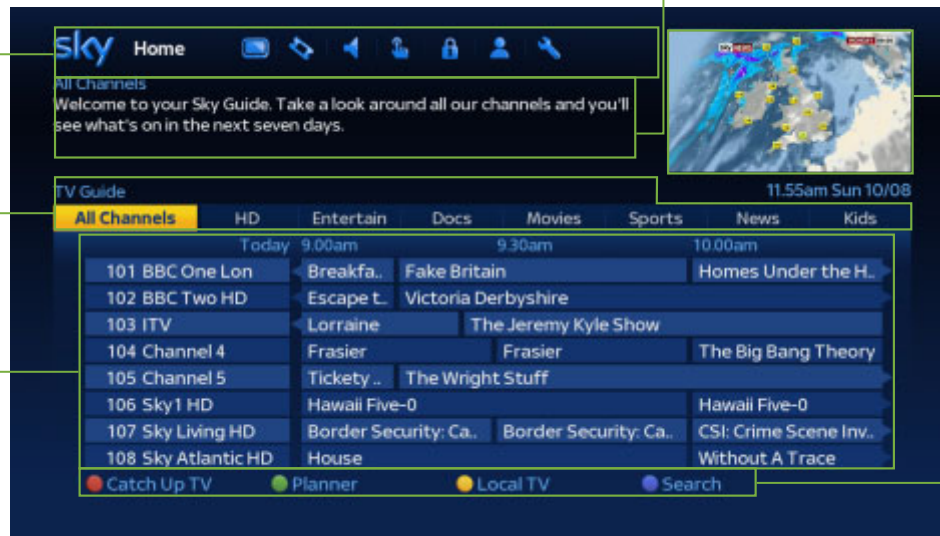 sky Home
All Channels
Welcome to your Sky Guide. Take a look around all our channels and you'll
see what's on in the next seven days.
TV Guide 11.55am Sun 10/08
All Channels HD Entertain Docs Movies Sports News Kids
Today 9.00am 9.30am 10.00am
101 BBC One Lon Breakfa.. Fake Britain Homes Under the H..
102 BBC Two HD Escape t.. Victoria Derbyshire
103 ITV Lorraine The Jeremy Kyle Show
104 Channel 4 Frasier Frasier The Big Bang Theory
105 Channel 5 Tickety .. The Wright Stuff
106 Sky1 HD Hawaii Five-0 Hawaii Five-0
107 Sky Living HD Border Security: Ca.. Border Security: Ca.. CSI: Crime Scene Inv..
108 Sky Atlantic HD House Without A Trace
Catch Up TV Planner Local TV Search